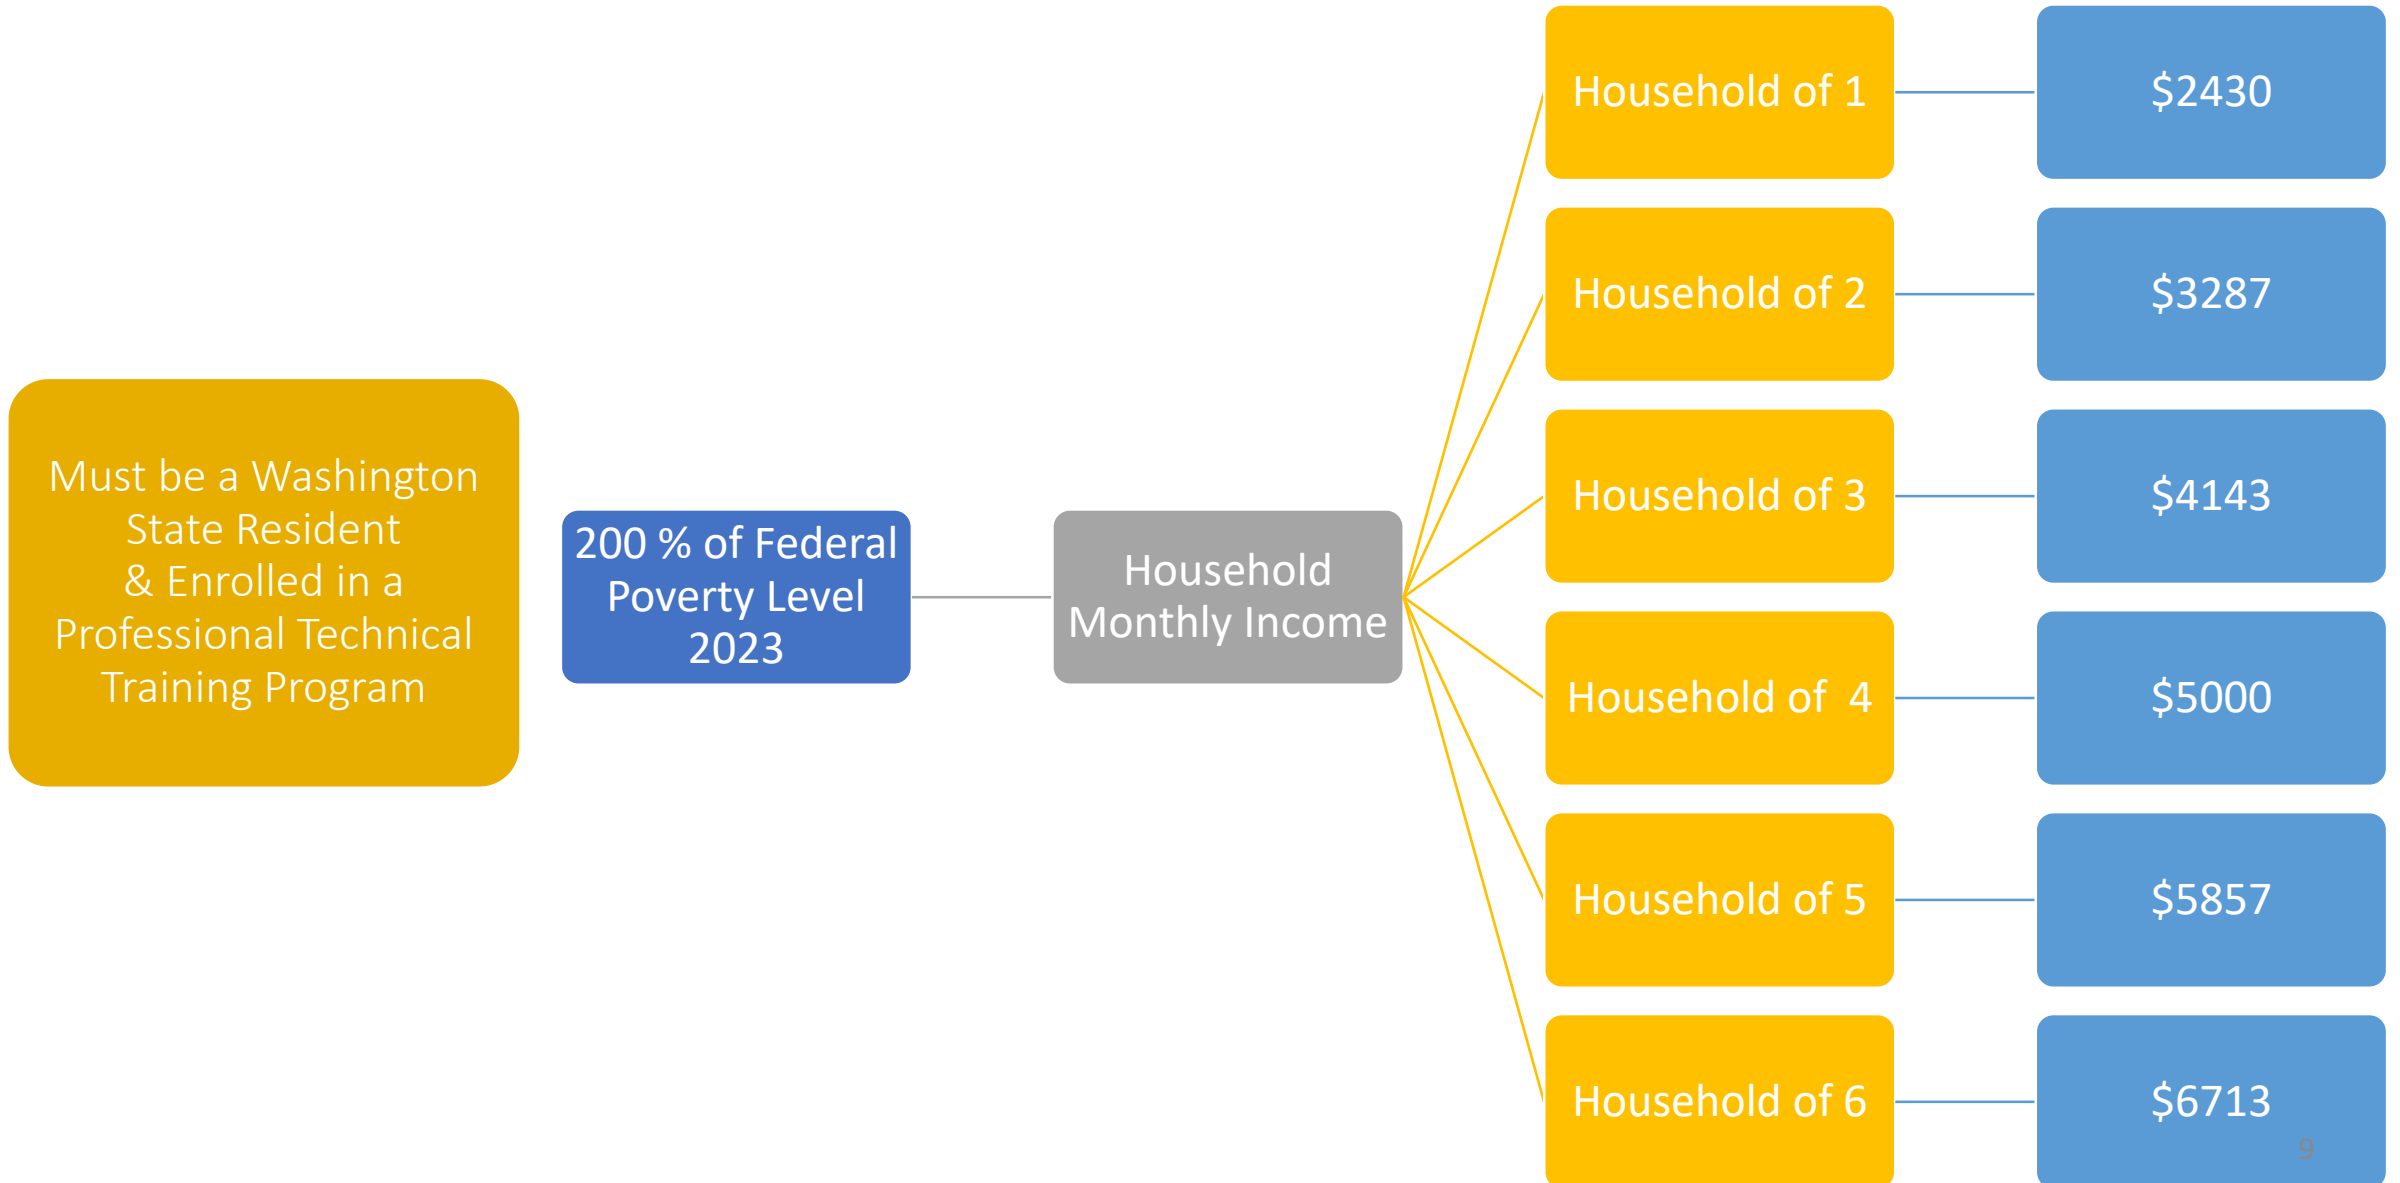 Must be a Washington
State Resident
& Enrolled in a
Professional Technical
Training Program
200 % of Federal
Poverty Level
2023
Household
Monthly Income
Household of 1
$2430
Household of 2
$3287
Household of 3
$4143
Household of  4
$5000
Household of 5
$5857
Household of 6
$6713
9